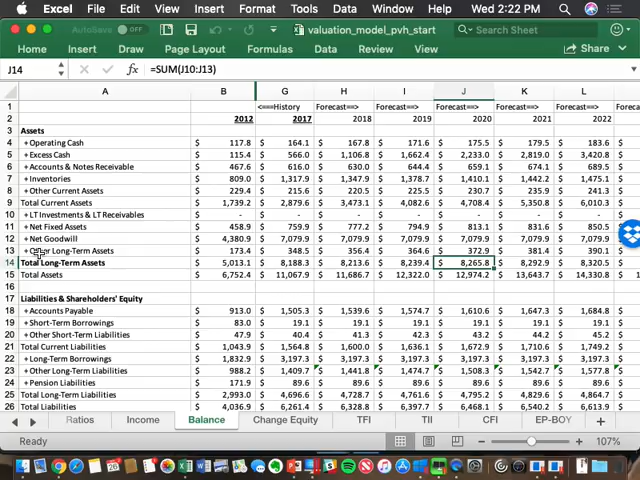 Excel File Edit View Insert Format Tools Data Window Wed 2:22 PM
AutoSave OFF valuation_model_pvh_start Search Sheet
Home Insert Draw Page Layout Formulas Data Review View Share
J14 fx =SUM(J10:J13)
A B G H I J K L
1 <===History Forecast==> Forecast==> Forecast==> Forecast==> Forecast==> Foreca
2 2012 2017 2018 2019 2020 2021 2022
3 Assets
4 + Operating Cash $ 117.8 $ 164.1 $ 167.8 $ 171.6 $ 175.5 $ 179.5 $ 183.6 $
5 + Excess Cash $ 115.4 $ 566.0 $ 1,106.8 $ 1,662.4 $ 2,233.0 $ 2,819.0 $ 3,420.8 $
6 + Accounts & Notes Receivable $ 467.6 $ 616.0 $ 630.0 $ 644.4 $ 659.1 $ 674.1 $ 689.5 $
7 + Inventories $ 809.0 $ 1,317.9 $ 1,347.9 $ 1,378.7 $ 1,410.1 $ 1,442.2 $ 1,475.1 $
8 + Other Current Assets $ 229.4 $ 215.6 $ 220.5 $ 225.5 $ 230.7 $ 235.9 $ 241.3 $
9 Total Current Assets $ 1,739.2 $ 2,879.6 $ 3,473.1 $ 4,082.6 $ 4,708.4 $ 5,350.8 $ 6,010.3 $
10 + LT Investments & LT Receivables $ - $ - $ - $ - $ - $ - $ - $
11 + Net Fixed Assets $ 458.9 $ 759.9 $ 777.2 $ 794.9 $ 813.1 $ 831.6 $ 850.5 $
12 + Net Goodwill $ 4,380.9 $ 7,079.9 $ 7,079.9 $ 7,079.9 $ 7,079.9 $ 7,079.9 $ 7,079.9
13 + Other Long-Term Assets $ 173.4 $ 348.5 $ 356.4 $ 364.6 $ 372.9 $ 381.4 $ 390.1
14 Total Long-Term Assets $ 5,013.1 $ 8,188.3 $ 8,213.6 $ 8,239.4 $ 8,265.8 $ 8,292.9 $ 8,320.5 $
15 Total Assets $ 6,752.4 $ 11,067.9 $ 11,686.7 $ 12,322.0 $ 12,974.2 $ 13,643.7 $ 14,330.8 $
16
17 Liabilities & Shareholders' Equity
18 + Accounts Payable $ 913.0 $ 1,505.3 $ 1,539.6 $ 1,574.7 $ 1,610.6 $ 1,647.3 $ 1,684.8 $
19 + Short-Term Borrowings $ 83.0 $ 19.1 $ 19.1 $ 19.1 $ 19.1 $ 19.1 $ 19.1 $
20 + Other Short-Term Liabilities $ 47.9 $ 40.4 $ 41.3 $ 42.3 $ 43.2 $ 44.2 $ 45.2 $
21 Total Current Liabilities $ 1,043.9 $ 1,564.8 $ 1,600.0 $ 1,636.1 $ 1,672.9 $ 1,710.6 $ 1,749.2 $
22 + Long-Term Borrowings $ 1,832.9 $ 3,197.3 $ 3,197.3 $ 3,197.3 $ 3,197.3 $ 3,197.3 $ 3,197.3 $
23 + Other Long-Term Liabilities $ 988.2 $ 1,409.7 $ 1,441.8 $ 1,474.7 $ 1,508.3 $ 1,542.7 $ 1,577.8 $
24 + Pension Liabilities $ 171.9 $ 89.6 $ 89.6 $ 89.6 $ 89.6 $ 89.6 $ 89.6 $
25 Total Long-Term Liabilities $ 2,993.0 $ 4,696.6 $ 4,728.7 $ 4,761.6 $ 4,795.2 $ 4,829.6 $ 4,864.7 $
26 Total Liabilities $ 4,036.9 $ 6,261.4 $ 6,328.8 $ 6,397.7 $ 6,468.1 $ 6,540.2 $ 6,613.9 $
Ratios Income Balance Change Equity TFI TII CFI EP-BOY
Ready 107%